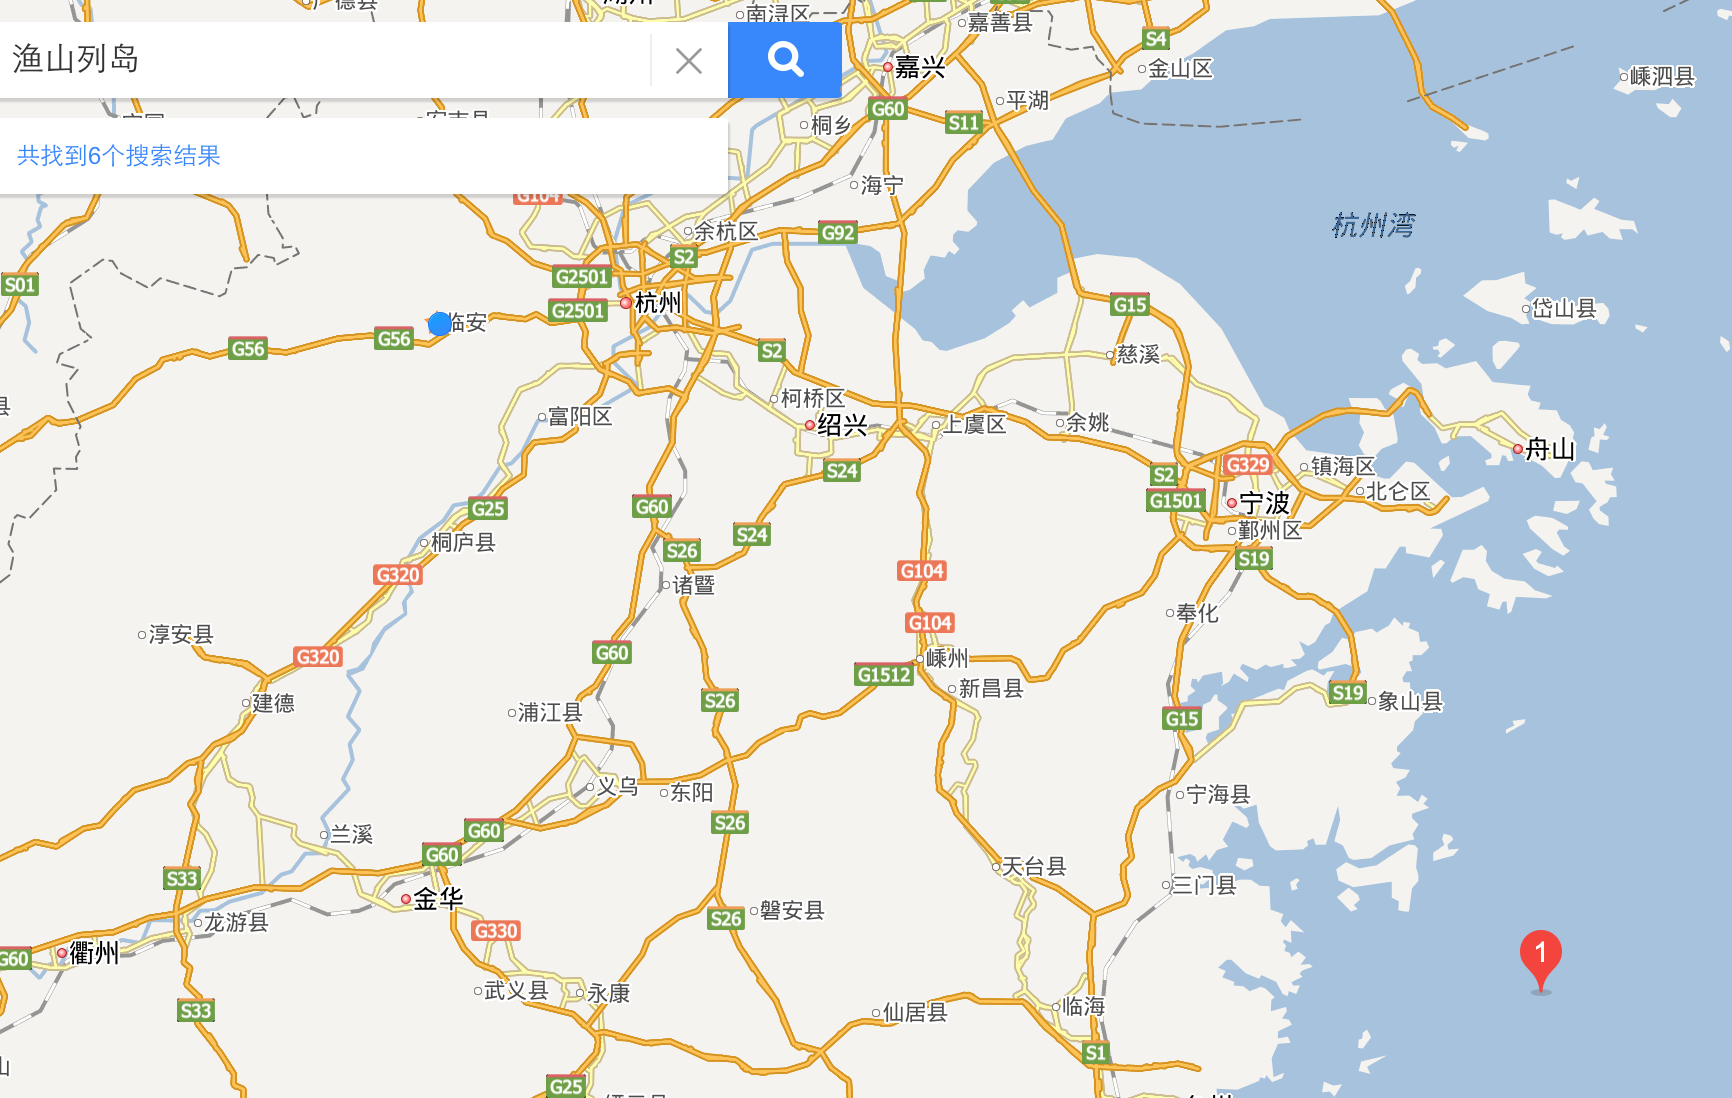 南浔区
嘉善县
S4
渔山列岛
嘉兴
金山区
嵊泗县
平湖
G60
S11
桐乡
共找到6个搜索结果
海宁
G104
杭州湾
余杭区
G92
S2
G2501
S01
杭州
G15
岱山县
G2501
临安
G56
G56
S2
慈溪
柯桥区
富阳区
绍兴
上虞区
余姚
舟山
S24
S2
G329
镇海区
北仑区
G25
G60
G1501
宁波
鄞州区
桐庐县
S26
S24
S19
G320
诸暨
G104
奉化
淳安县
G104
G320
G60
嵊州
G1512
新昌县
S19
象山县
建德
浦江县
S26
G15
义乌
东阳
宁海县
兰溪
G60
S26
G60
天台县
S33
三门县
金华
龙游县
S26
磐安县
G330
G60
衢州
1
武义县
永康
S33
仙居县
临海
S1
G25